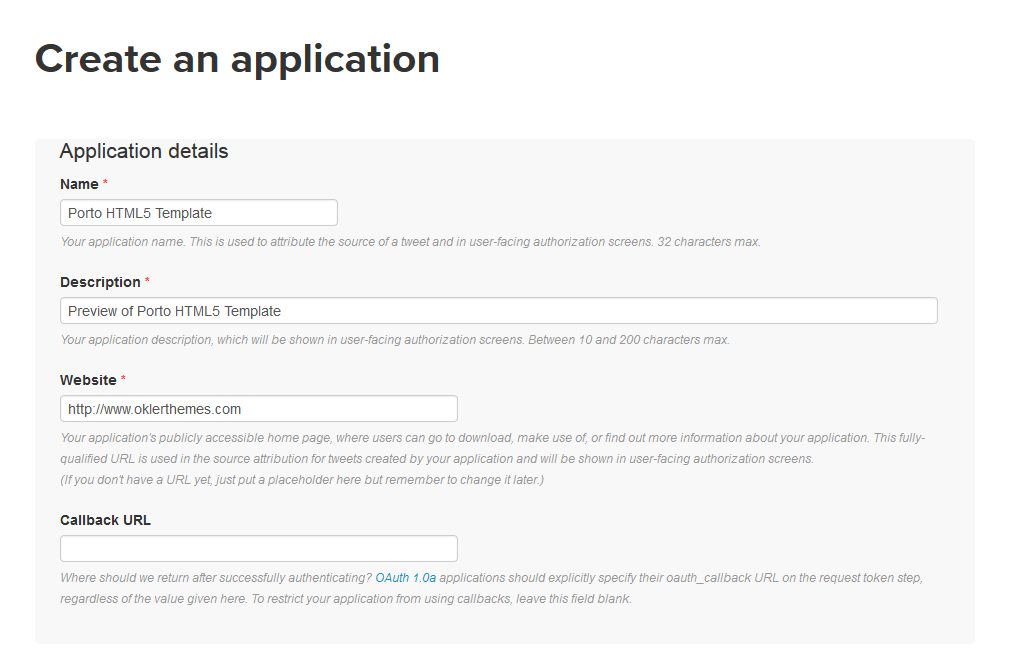 Create an application
Application details
Name *
Porto HTML5 Template
Your application name. This is used to attribute the source of a tweet and in user-facing authorization screens. 32 characters max.
Description *
Preview of Porto HTML5 Template
Your application description, which will be shown in user-facing authorization screens. Between 10 and 200 characters max.
Website *
http://www.oklerthemes.com
Your application's publicly accessible home page, where users can go to download, make use of, or find out more information about your application. This fully-
qualified URL is used in the source attribution for tweets created by your application and will be shown in user-facing authorization screens.
(If you don't have a URL yet, just put a placeholder here but remember to change it later.)
Callback URL
Where should we return after successfully authenticating? OAuth 1.0a applications should explicitly specify their oauth_callback URL on the request token step,
regardless of the value given here. To restrict your application from using callbacks, leave this field blank.